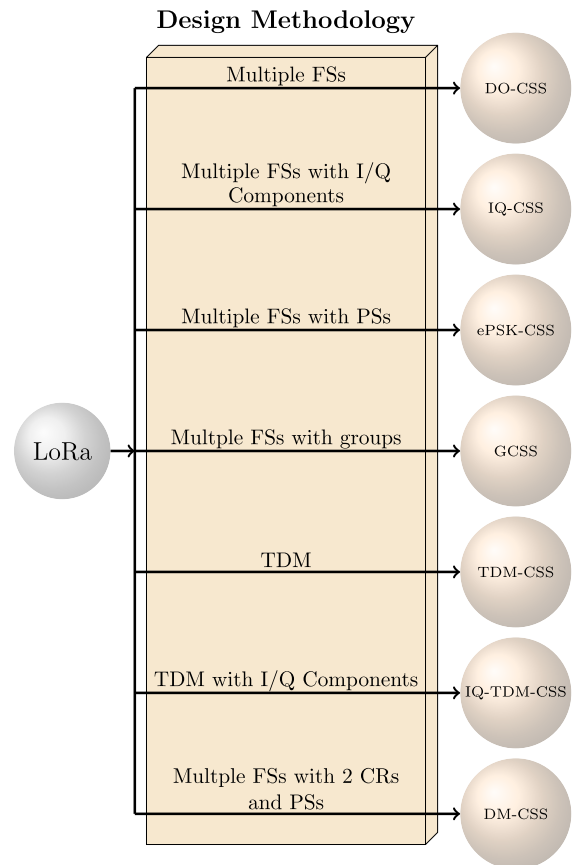 Design Methodology
Multiple FSs
DO-CSS
Multiple FSs with I/Q
Components
IQ-CSS
Multiple FSs with PSs
ePSK-CSS
LoRa
Multple FSs with groups
GCSS
TDM
TDM-CSS
TDM with I/Q Components
IQ-TDM-CSS
Multple FSs with 2 CRs
and PSs
DM-CSS